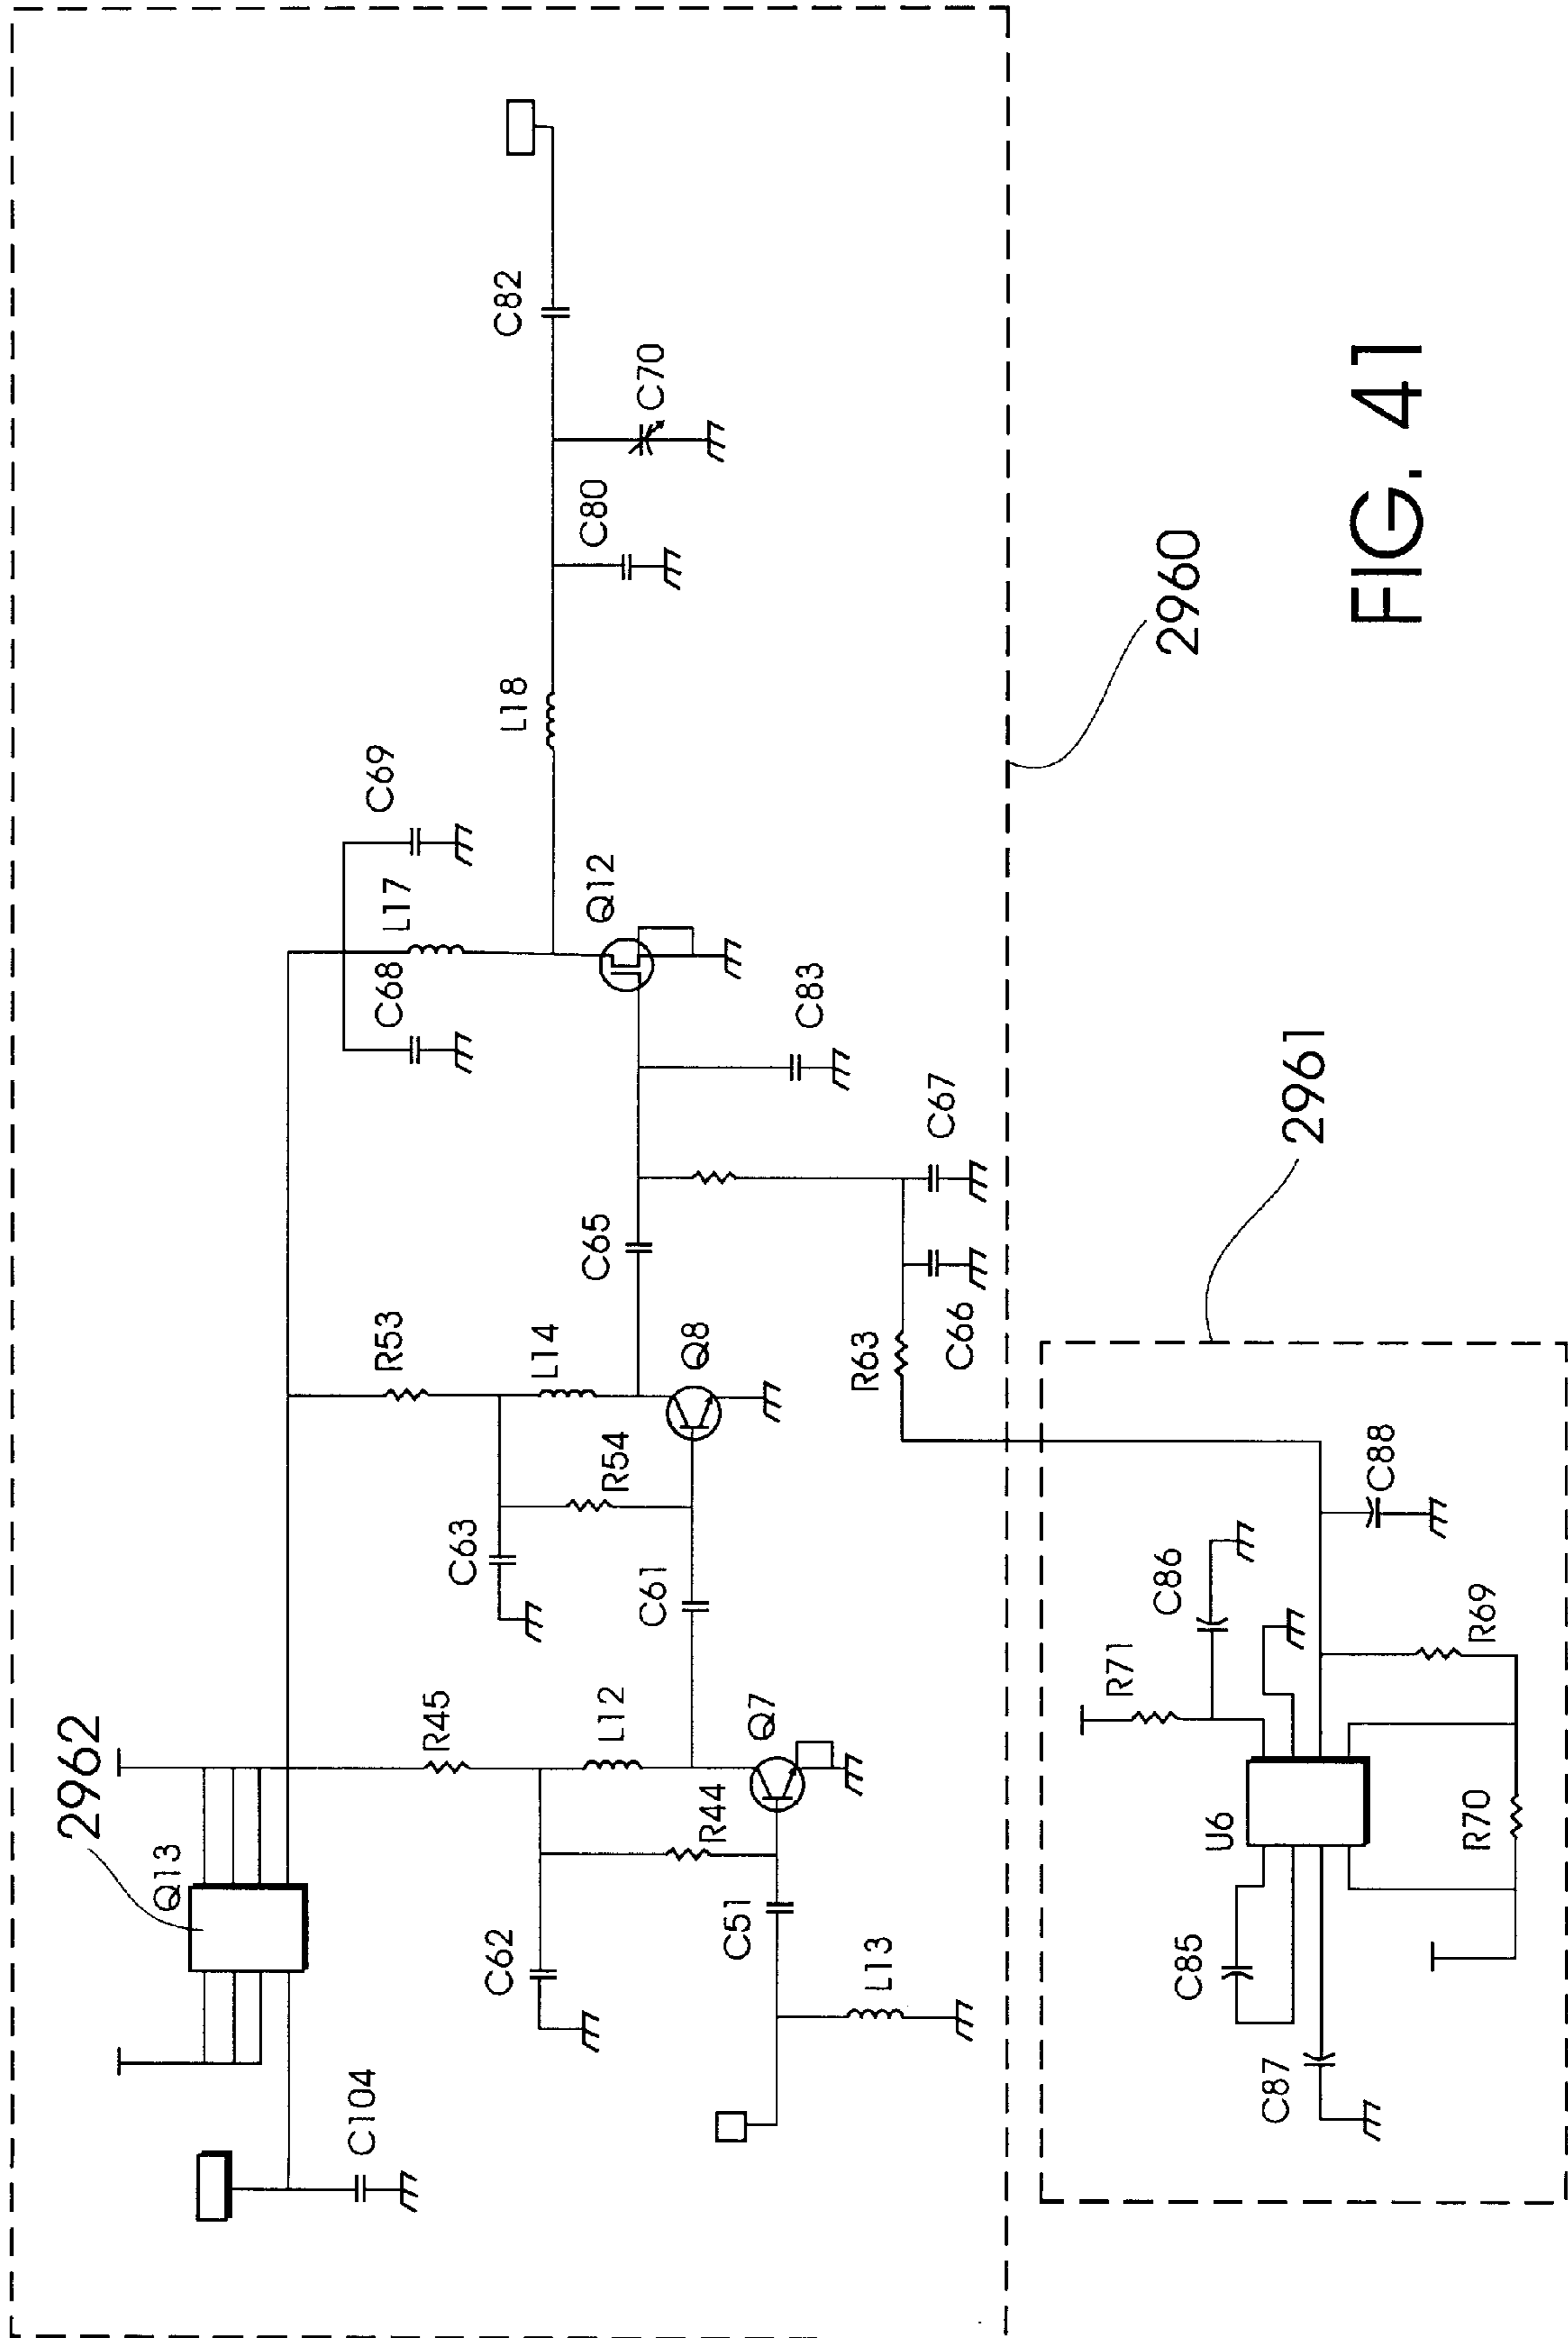 2962
Q13
C104
R45
L12
C62
R44
Q7
C51
L13
R53
L14
C63
R54
Q8
C61
C65
C68
L17
C69
Q12
C83
L18
C80
C70
C82
R63
C66
C67
2960
2961
R71
C86
C88
U6
C85
C87
R69
R70
FIG. 41